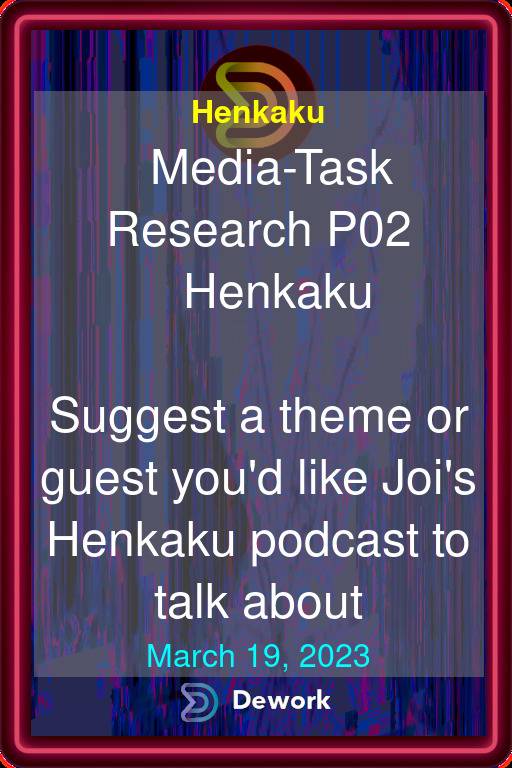 Henkaku
Media-Task
Research P02
Henkaku
Suggest a theme or
guest you'd like Joi's
Henkaku podcast to
talk about
March 19, 2023
Dework